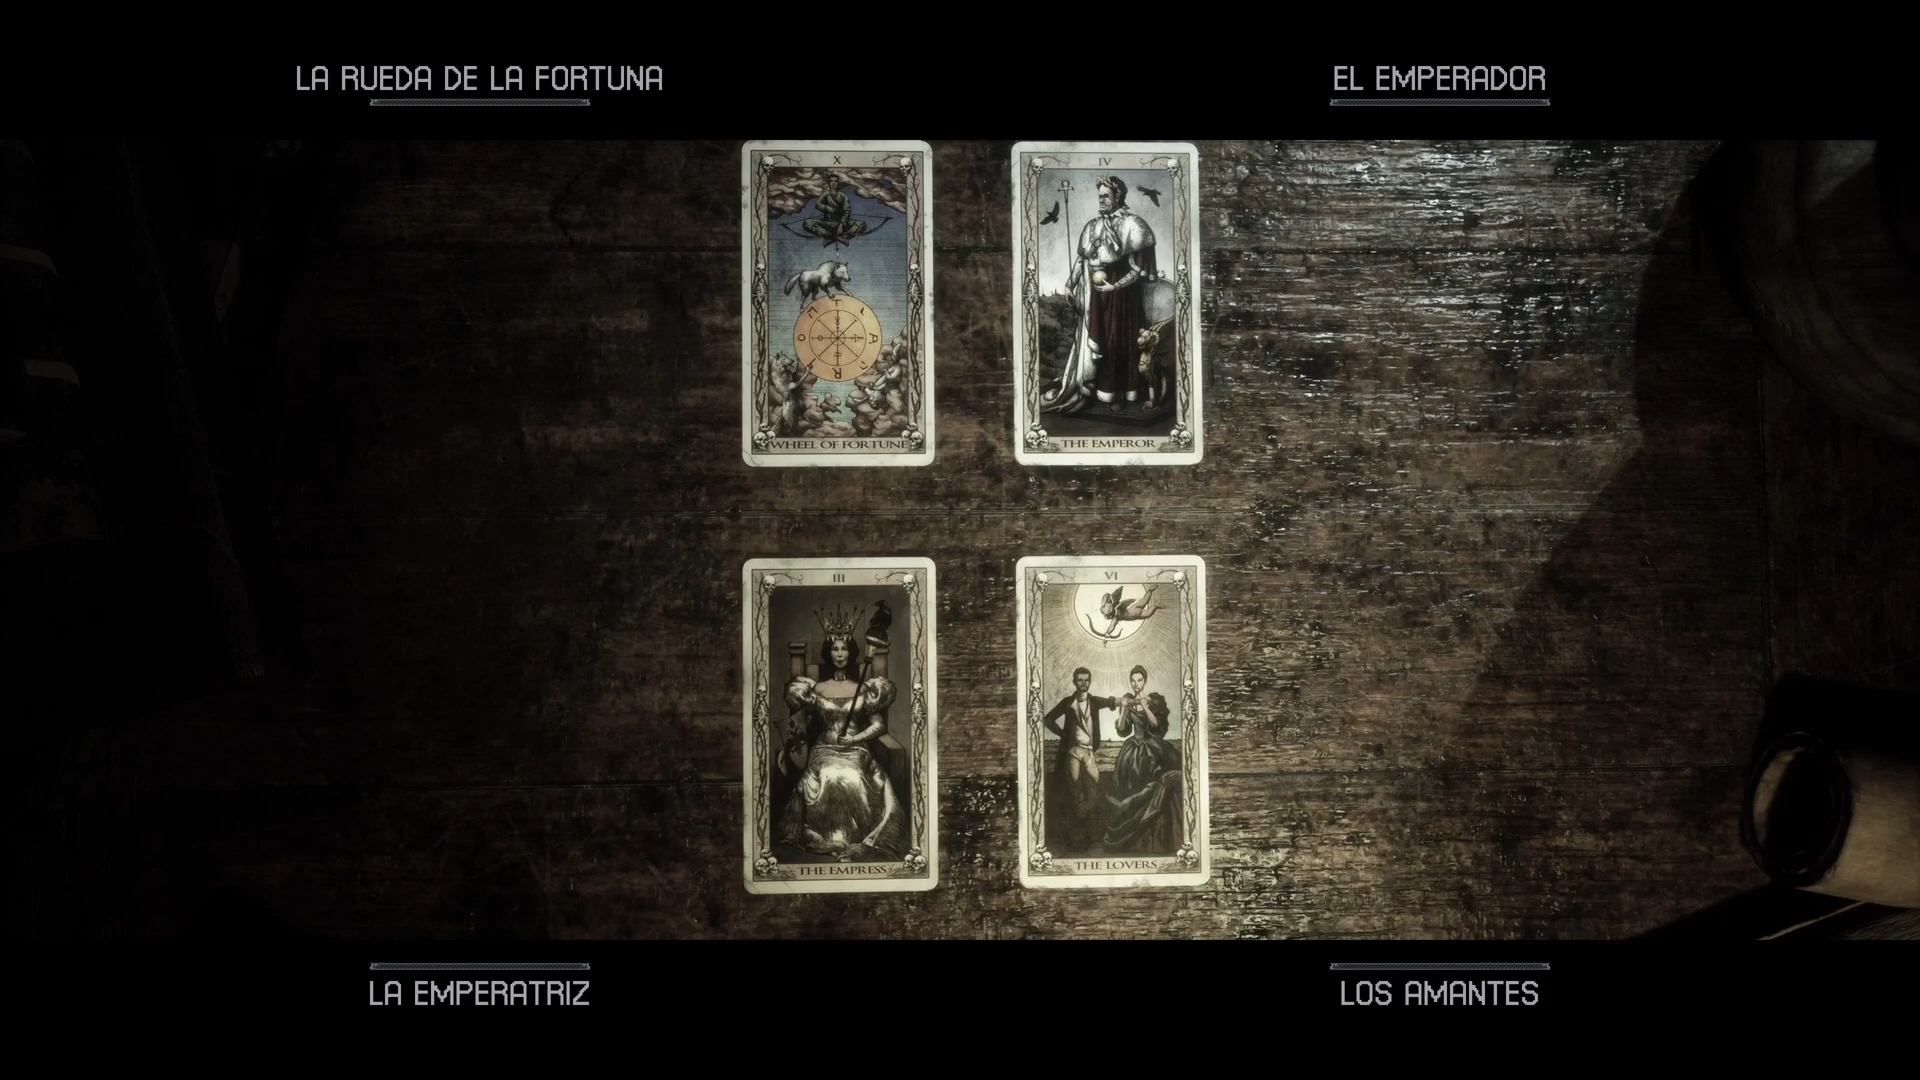 LA RUEDA DE LA FORTUNA
EL EMPERADOR
X
WHEEL OF FORTUNE
IV
THE EMPEROR
III
THE EMPRESS
VI
THE LOVERS
LA EMPERATRIZ
LOS AMANTES